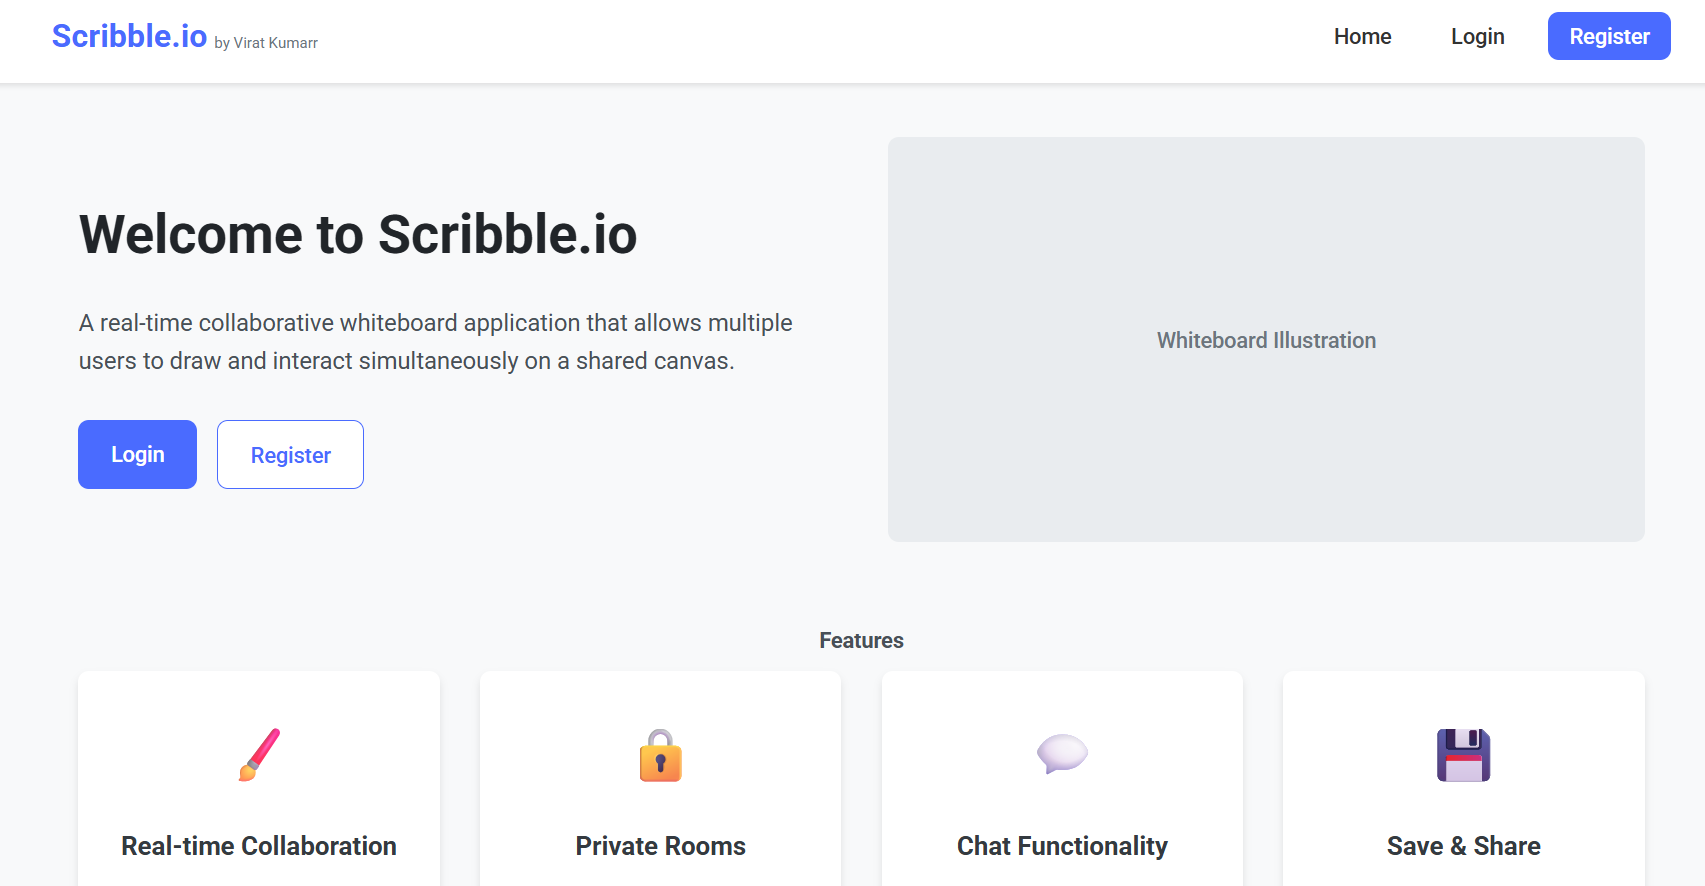 Scribble.io by Virat Kumarr
Home
Login
Register
Welcome to Scribble.io
A real-time collaborative whiteboard application that allows multiple
users to draw and interact simultaneously on a shared canvas.
Login
Register
Whiteboard Illustration
Features
Real-time Collaboration
Private Rooms
Chat Functionality
Save & Share